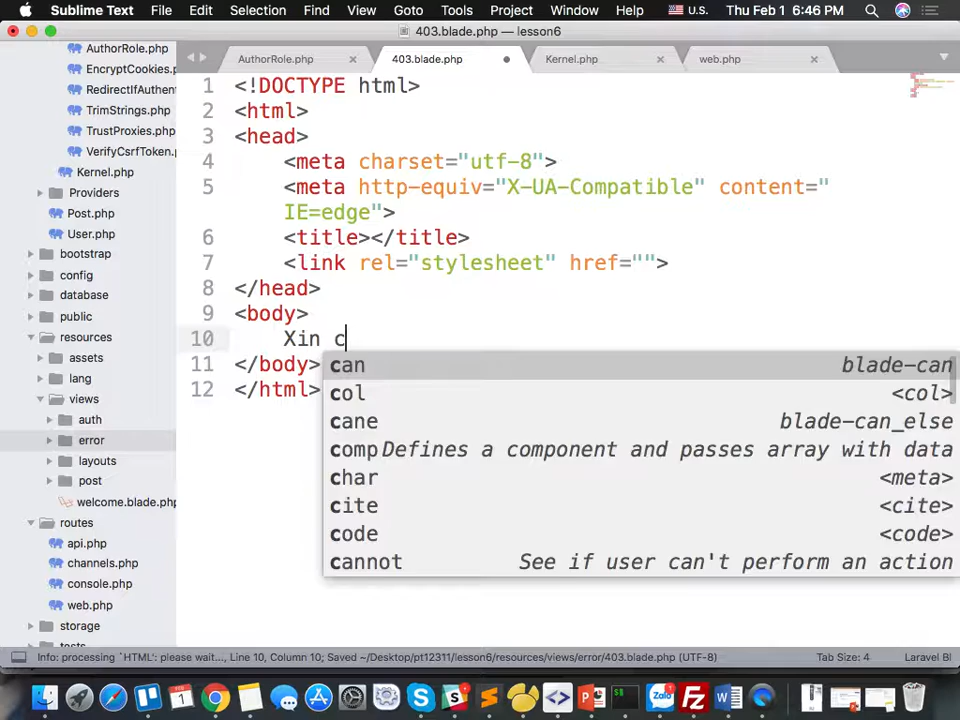 Sublime Text File Edit Selection Find View Goto Tools Project Window Help U.S. Thu Feb 1 6:46 PM
403.blade.php — lesson6
AuthorRole.php
403.blade.php
Kernel.php
web.php
AuthorRole.php
EncryptCookies.
RedirectIfAuthent
TrimStrings.php
TrustProxies.php
VerifyCsrfToken.p
Kernel.php
Providers
Post.php
User.php
bootstrap
config
database
public
resources
assets
lang
views
auth
error
layouts
post
welcome.blade.php
routes
api.php
channels.php
console.php
web.php
storage
tests
1 <!DOCTYPE html>
2 <html>
3 <head>
4 <meta charset="utf-8">
5 <meta http-equiv="X-UA-Compatible" content="
IE=edge">
6 <title></title>
7 <link rel="stylesheet" href="">
8 </head>
9 <body>
10 Xin c
11 </body>
12 </html>
can blade-can
col <col>
cane blade-can_else
comp Defines a component and passes array with data
char <meta>
cite <cite>
code <code>
cannot See if user can't perform an action
Info: processing `HTML': please wait…, Line 10, Column 10; Saved ~/Desktop/pt12311/lesson6/resources/views/error/403.blade.php (UTF-8) Tab Size: 4 Laravel Bl